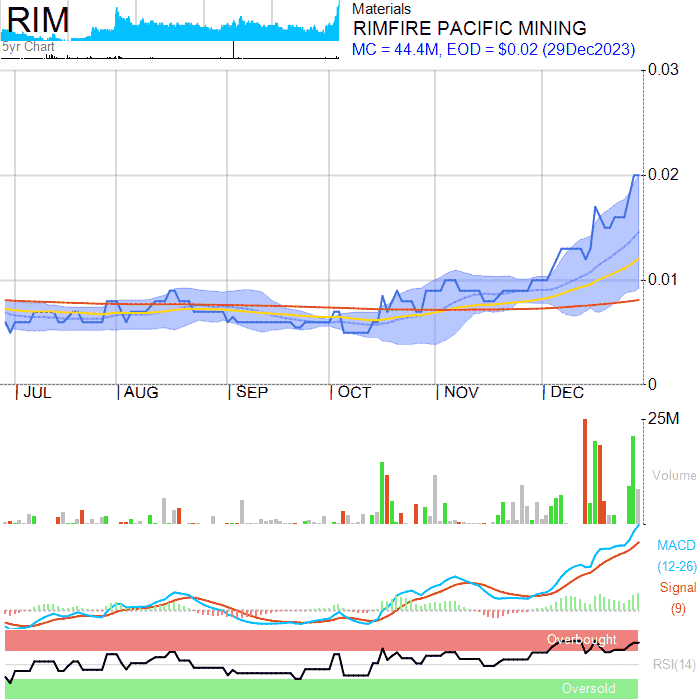 RIM
5yr Chart
Materials
RIMFIRE PACIFIC MINING
MC = 44.4M, EOD = $0.02 (29Dec2023)
0.03
0.02
0.01
0
JUL
AUG
SEP
OCT
NOV
DEC
25M
Volume
MACD
(12-26)
Signal
(9)
Overbought
RSI(14)
Oversold